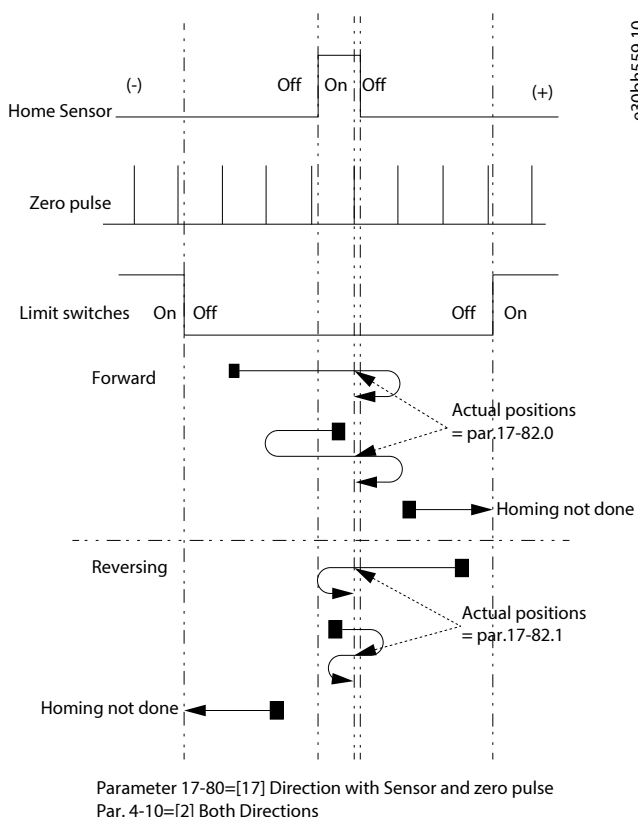 e30bh559.10
(-)
Off
On
Off
(+)
Home Sensor
Zero pulse
Limit switches
On
Off
Off
On
Forward
Actual positions
= par.17-82.0
Homing not done
Reversing
Actual positions
= par.17-82.1
Homing not done
Parameter 17-80=[17] Direction with Sensor and zero pulse
Par. 4-10=[2] Both Directions